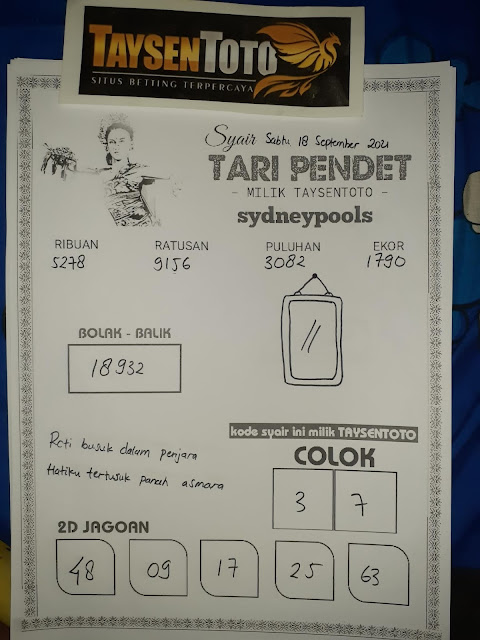 TAYSENTOTO
SITUS BETTING TERPERCAYA
Syair Sabtu 18 September 2021
TARI PENDET
- MILIK TAYSENTOTO -
sydneypools
RIBUAN RATUSAN PULUHAN EKOR
5278 9156 3082 1790
BOLAK - BALIK
18932
kode syair ini milik TAYSENTOTO
Roti busuk dalam penjara
Hatiku tertusuk panah asmara
COLOK
3 7
2D JAGOAN
48 09 17 25 63